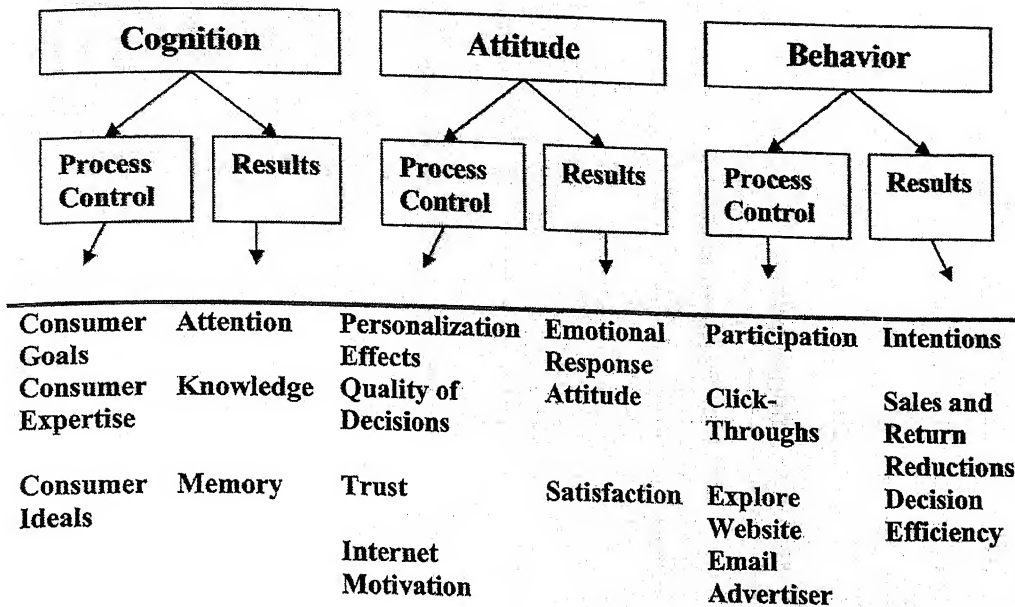 Cognition
Attitude
Behavior
Process
Control
Results
Process
Control
Results
Process
Control
Results
Consumer
Goals
Consumer
Expertise
Consumer
Ideals
Attention
Knowledge
Memory
Personalization
Effects
Quality of
Decisions
Trust
Internet
Motivation
Emotional
Response
Attitude
Satisfaction
Participation
Click-
Throughs
Explore
Website
Email
Advertiser
Intentions
Sales and
Return
Reductions
Decision
Efficiency